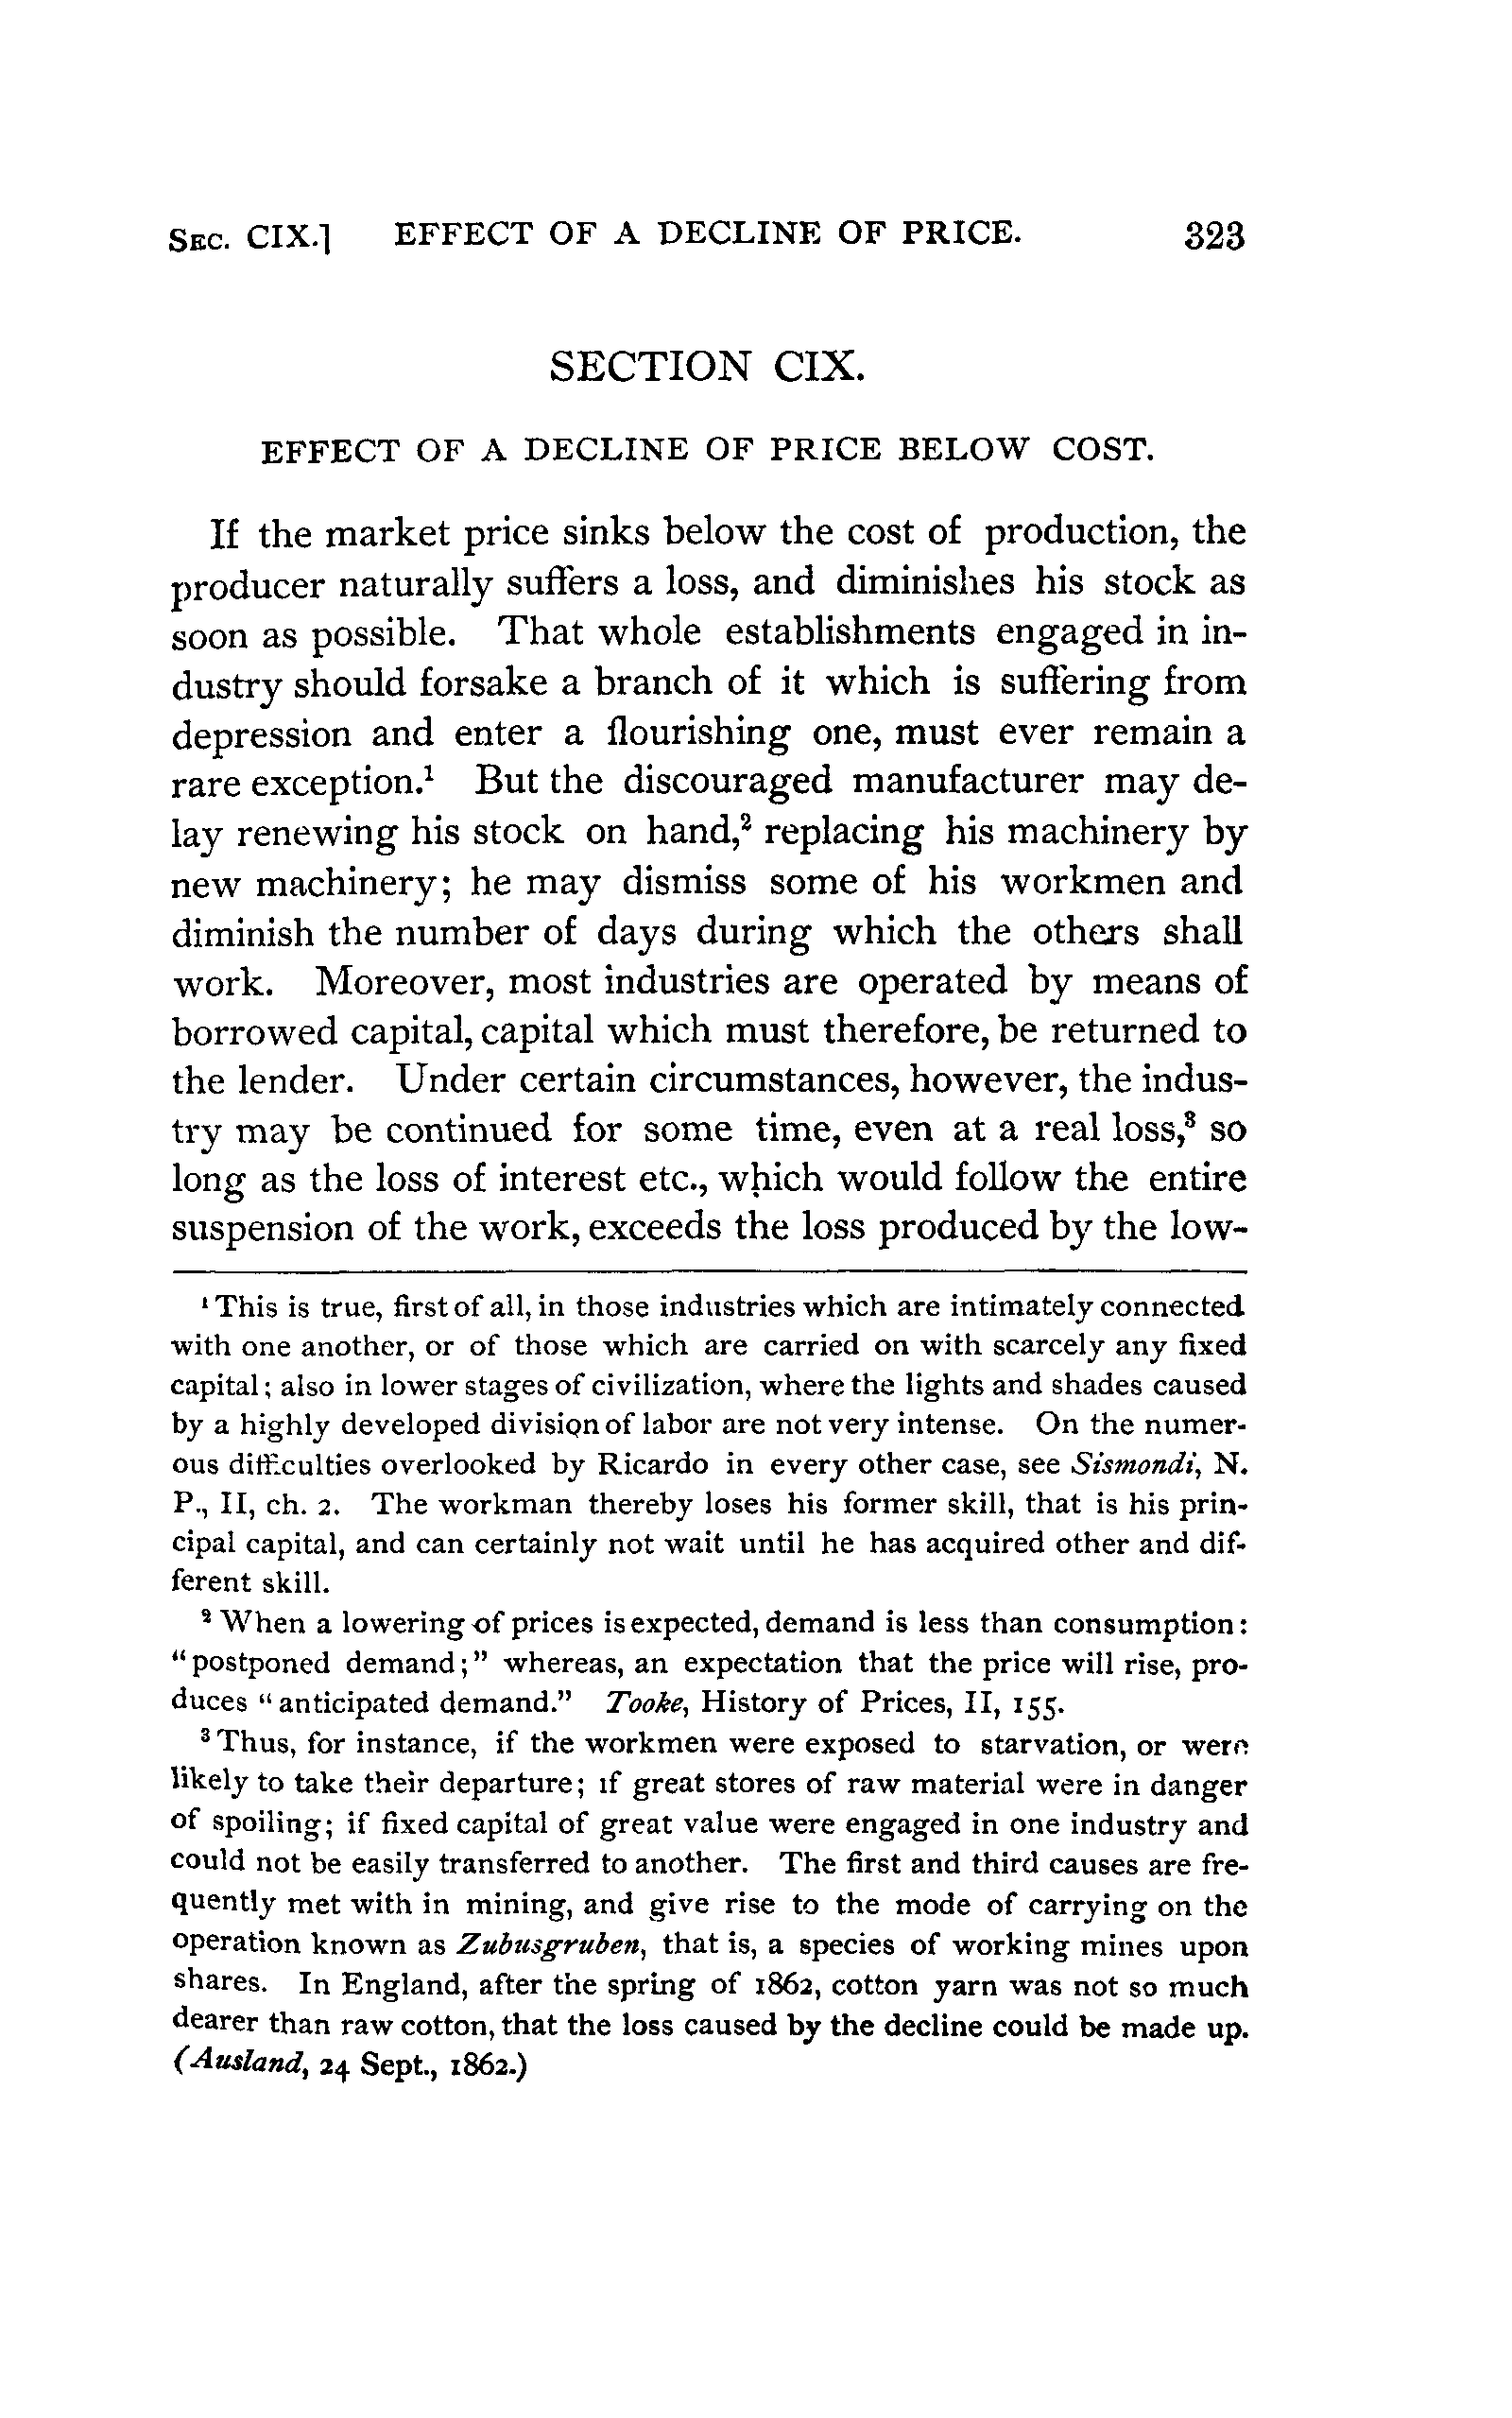 SEC. CIX.] EFFECT OF A DECLINE OF PRICE. 323
SECTION CIX.
EFFECT OF A DECLINE OF PRICE BELOW COST.
If the market price sinks below the cost of production, the
producer naturally suffers a loss, and diminishes his stock as
soon as possible. That whole establishments engaged in in-
dustry should forsake a branch of it which is suffering from
depression and enter a flourishing one, must ever remain a
rare exception.¹ But the discouraged manufacturer may de-
lay renewing his stock on hand,² replacing his machinery by
new machinery; he may dismiss some of his workmen and
diminish the number of days during which the others shall
work. Moreover, most industries are operated by means of
borrowed capital, capital which must therefore, be returned to
the lender. Under certain circumstances, however, the indus-
try may be continued for some time, even at a real loss,³ so
long as the loss of interest etc., which would follow the entire
suspension of the work, exceeds the loss produced by the low-
¹ This is true, first of all, in those industries which are intimately connected
with one another, or of those which are carried on with scarcely any fixed
capital; also in lower stages of civilization, where the lights and shades caused
by a highly developed division of labor are not very intense. On the numer-
ous difficulties overlooked by Ricardo in every other case, see Sismondi, N.
P., II, ch. 2. The workman thereby loses his former skill, that is his prin-
cipal capital, and can certainly not wait until he has acquired other and dif-
ferent skill.
² When a lowering of prices is expected, demand is less than consumption:
"postponed demand;" whereas, an expectation that the price will rise, pro-
duces "anticipated demand." Tooke, History of Prices, II, 155.
³ Thus, for instance, if the workmen were exposed to starvation, or were
likely to take their departure; if great stores of raw material were in danger
of spoiling; if fixed capital of great value were engaged in one industry and
could not be easily transferred to another. The first and third causes are fre-
quently met with in mining, and give rise to the mode of carrying on the
operation known as Zubusgruben, that is, a species of working mines upon
shares. In England, after the spring of 1862, cotton yarn was not so much
dearer than raw cotton, that the loss caused by the decline could be made up.
(Ausland, 24 Sept., 1862.)